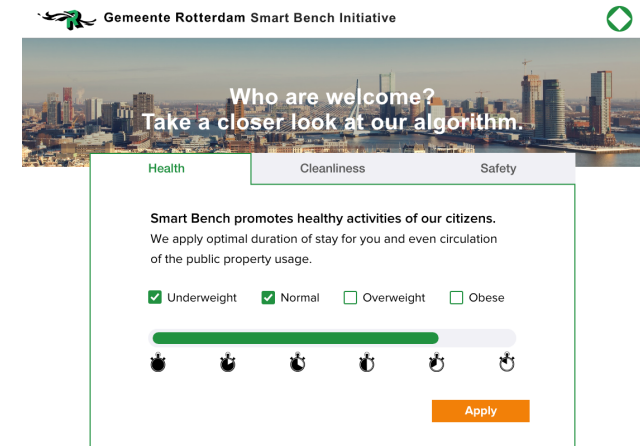 Gemeente Rotterdam Smart Bench Initiative
Who are welcome?
Take a closer look at our algorithm.
Health
Cleanliness
Safety
Smart Bench promotes healthy activities of our citizens.
We apply optimal duration of stay for you and even circulation
of the public property usage.
Underweight
Normal
Overweight
Obese
Apply